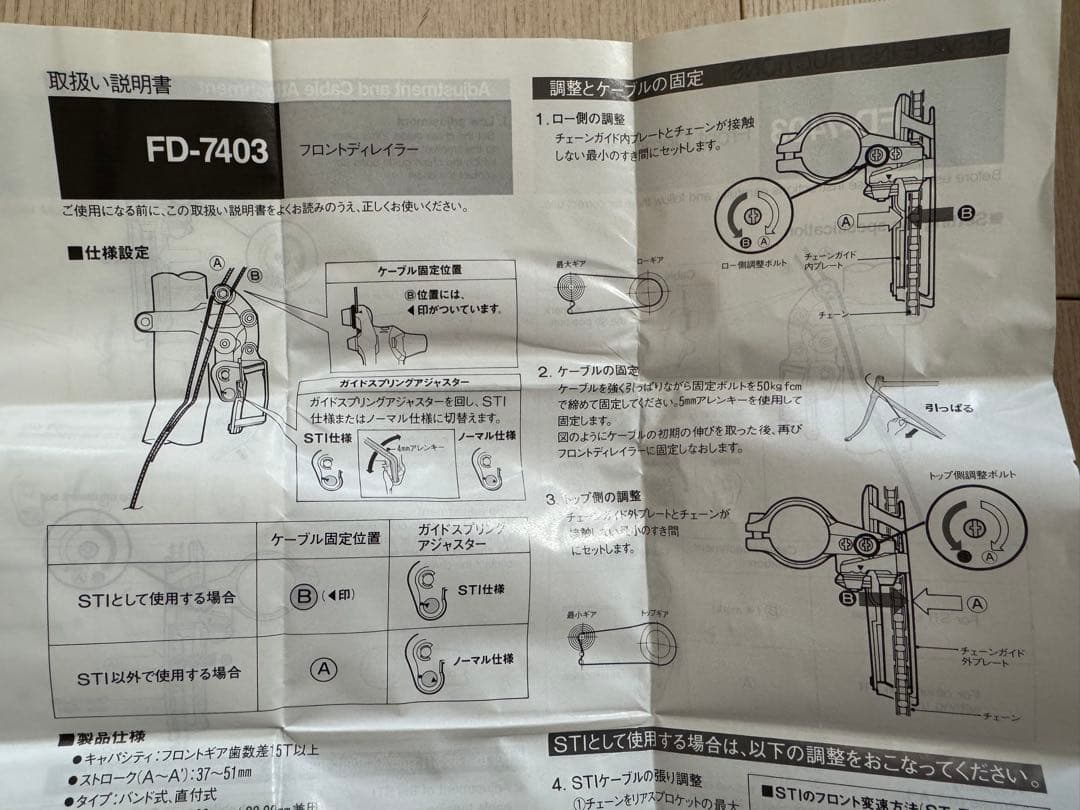 取扱い説明書
FD-7403
フロントディレイラー
ご使用になる前に、この取扱い説明書をよくお読みのうえ、正しくお使いください。
■仕様設定
Ⓐ
Ⓑ
ケーブル固定位置
Ⓑ位置には、
◀印がついています。
ガイドスプリングアジャスター
ガイドスプリングアジャスターを回し、STI
仕様またはノーマル仕様に切替えます。
STI仕様
4mmアレンキー
ノーマル仕様
ケーブル固定位置
ガイドスプリング
アジャスター
STIとして使用する場合
Ⓑ(◀印)
STI仕様
STI以外で使用する場合
Ⓐ
ノーマル仕様
■製品仕様
●キャパシティ:フロントギア歯数差15T以上
●ストローク(A〜A'):37〜51mm
●タイプ:バンド式、直付式
調整とケーブルの固定
1. ロー側の調整
チェーンガイド内プレートとチェーンが接触
しない最小のすき間にセットします。
最大ギア
ローギア
Ⓑ Ⓐ
ロー側調整ボルト
Ⓐ
Ⓑ
チェーンガイド
内プレート
チェーン
2. ケーブルの固定
ケーブルを強く引っぱりながら固定ボルトを50kgfcm
で締めて固定してください。5mmアレンキーを使用して
固定します。
図のようにケーブルの初期の伸びを取った後、再び
フロントディレイラーに固定しなおします。
引っぱる
3. トップ側の調整
チェーンガイド外プレートとチェーンが
接触しない最小のすき間
にセットします。
最小ギア
トップギア
トップ側調整ボルト
Ⓐ
Ⓑ
Ⓐ
チェーンガイド
外プレート
チェーン
STIとして使用する場合は、以下の調整をおこなってください。
4. STIケーブルの張り調整
①チェーンをリアスプロケットの最大
■STIのフロント変速方法